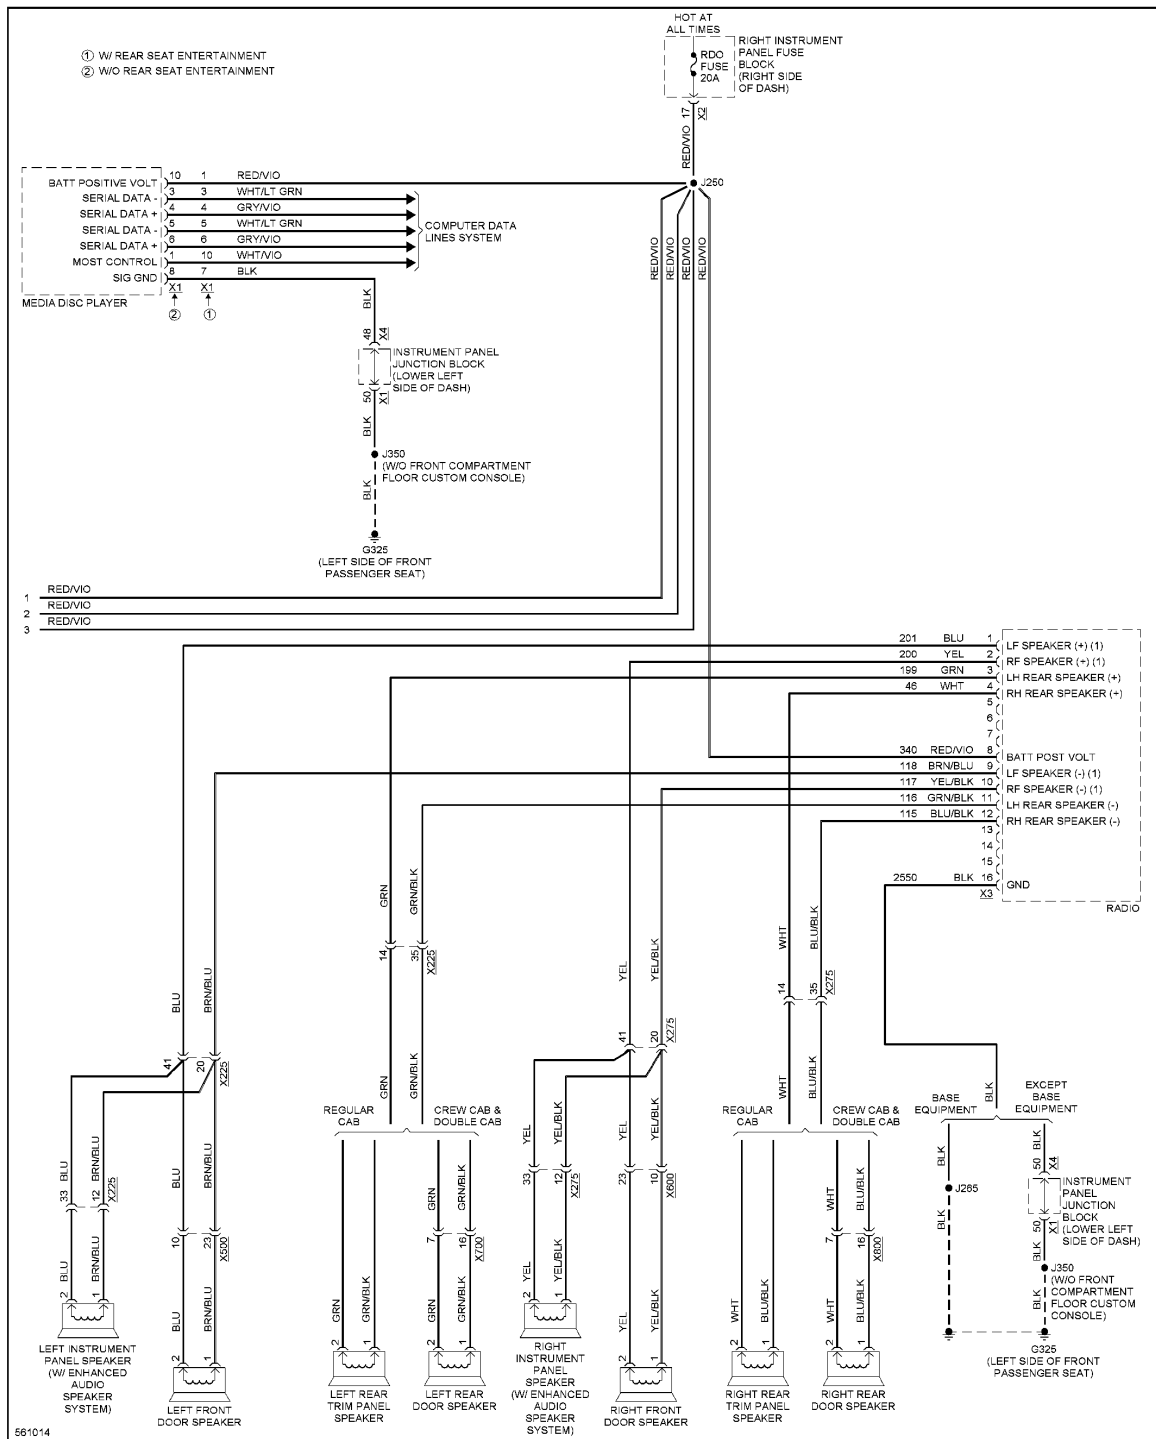 HOT AT
ALL TIMES
① W/ REAR SEAT ENTERTAINMENT
② W/O REAR SEAT ENTERTAINMENT
RDO
FUSE
20A
RIGHT INSTRUMENT
PANEL FUSE
BLOCK
(RIGHT SIDE
OF DASH)
17
X2
RED/VIO
J250
BATT POSITIVE VOLT 10 1 RED/VIO
SERIAL DATA - 3 3 WHT/LT GRN
SERIAL DATA + 4 4 GRY/VIO
SERIAL DATA - 5 5 WHT/LT GRN
SERIAL DATA + 6 6 GRY/VIO
MOST CONTROL 1 10 WHT/VIO
SIG GND 8 7 BLK
X1 X1
② ①
MEDIA DISC PLAYER
COMPUTER DATA
LINES SYSTEM
RED/VIO RED/VIO RED/VIO RED/VIO
BLK
48 X4
INSTRUMENT PANEL
JUNCTION BLOCK
(LOWER LEFT
SIDE OF DASH)
50 X1
BLK
J350
(W/O FRONT COMPARTMENT
FLOOR CUSTOM CONSOLE)
BLK
G325
(LEFT SIDE OF FRONT
PASSENGER SEAT)
1 RED/VIO
2 RED/VIO
3 RED/VIO
201 BLU 1 LF SPEAKER (+) (1)
200 YEL 2 RF SPEAKER (+) (1)
199 GRN 3 LH REAR SPEAKER (+)
46 WHT 4 RH REAR SPEAKER (+)
5
6
7
340 RED/VIO 8 BATT POST VOLT
118 BRN/BLU 9 LF SPEAKER (-) (1)
117 YEL/BLK 10 RF SPEAKER (-) (1)
116 GRN/BLK 11 LH REAR SPEAKER (-)
115 BLU/BLK 12 RH REAR SPEAKER (-)
13
14
15
2550 BLK 16 GND
X3
RADIO
GRN GRN/BLK
14 35 X225
GRN GRN/BLK
WHT BLU/BLK
14 35 X275
WHT BLU/BLK
BLU BRN/BLU
41 20 X225
YEL YEL/BLK
41 20 X275
REGULAR
CAB
CREW CAB &
DOUBLE CAB
REGULAR
CAB
CREW CAB &
DOUBLE CAB
BLK
BASE
EQUIPMENT
EXCEPT
BASE
EQUIPMENT
BLU BRN/BLU
33 12 X225
BLU BRN/BLU
2 1
LEFT INSTRUMENT
PANEL SPEAKER
(W/ ENHANCED
AUDIO
SPEAKER
SYSTEM)
BLU BRN/BLU
10 23 X500
BLU BRN/BLU
2 1
LEFT FRONT
DOOR SPEAKER
GRN GRN/BLK
2 1
LEFT REAR
TRIM PANEL
SPEAKER
GRN GRN/BLK
7 16 X700
GRN GRN/BLK
2 1
LEFT REAR
DOOR SPEAKER
YEL YEL/BLK
33 12 X275
YEL YEL/BLK
2 1
RIGHT
INSTRUMENT
PANEL
SPEAKER
(W/ ENHANCED
AUDIO
SPEAKER
SYSTEM)
YEL YEL/BLK
23 10 X600
YEL YEL/BLK
2 1
RIGHT FRONT
DOOR SPEAKER
WHT BLU/BLK
2 1
RIGHT REAR
TRIM PANEL
SPEAKER
WHT BLU/BLK
7 16 X800
WHT BLU/BLK
2 1
RIGHT REAR
DOOR SPEAKER
BLK
J265
BLK
BLK
50 X4
INSTRUMENT
PANEL
JUNCTION
BLOCK
(LOWER LEFT
SIDE OF DASH)
50 X1
BLK
J350
(W/O FRONT
COMPARTMENT
FLOOR CUSTOM
CONSOLE)
BLK
G325
(LEFT SIDE OF FRONT
PASSENGER SEAT)
561014